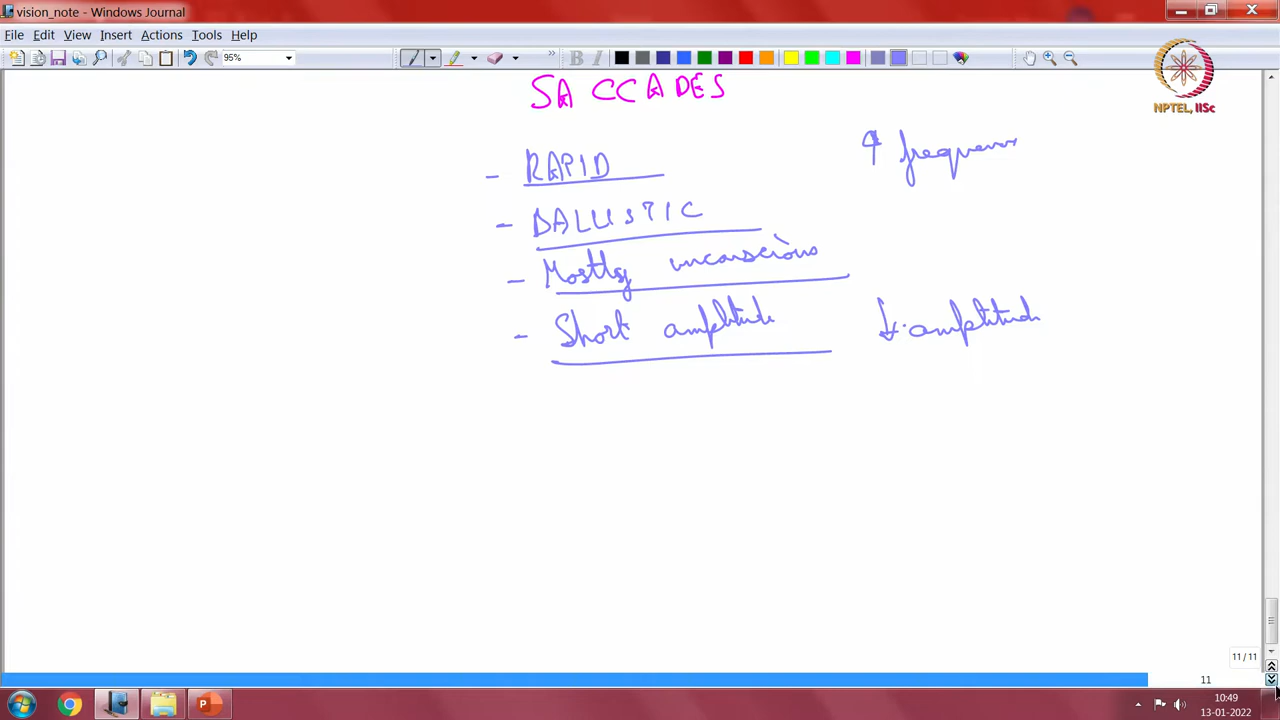 vision_note - Windows Journal
File Edit View Insert Actions Tools Help
95%
NPTEL, IISc
SACCADES
- RAPID
↑ frequency
- BALLISTIC
- Mostly unconscious
- Short amplitude
↓ amplitude
11 / 11
11
10:49
13-01-2022